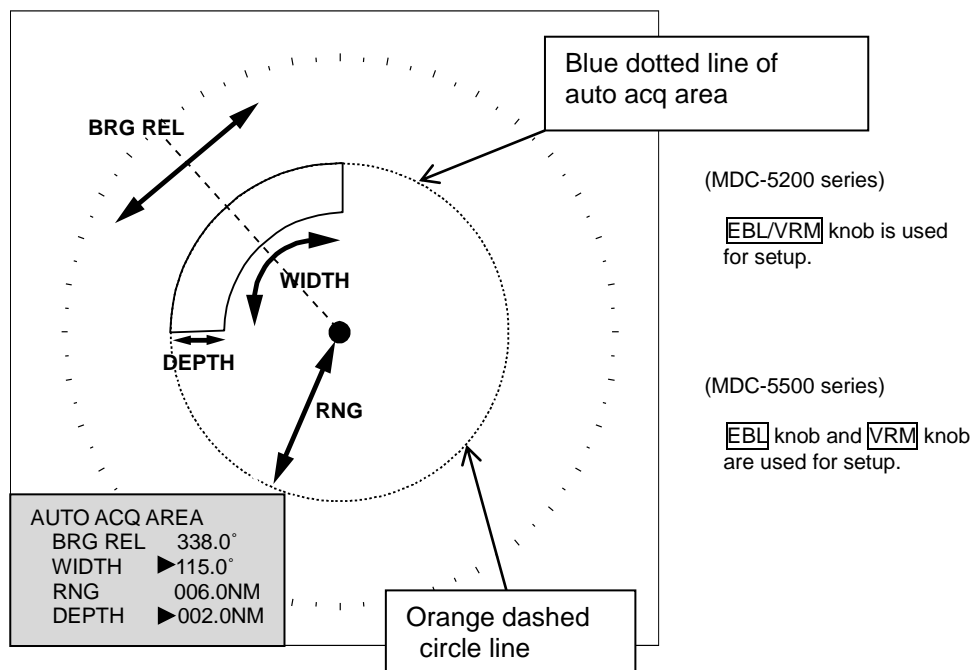 Blue dotted line of
auto acq area
BRG REL
(MDC-5200 series)
EBL/VRM knob is used
for setup.
WIDTH
DEPTH
(MDC-5500 series)
RNG
EBL knob and VRM knob
are used for setup.
AUTO ACQ AREA
BRG REL 338.0°
WIDTH ▶115.0°
RNG 006.0NM
DEPTH ▶002.0NM
Orange dashed
circle line